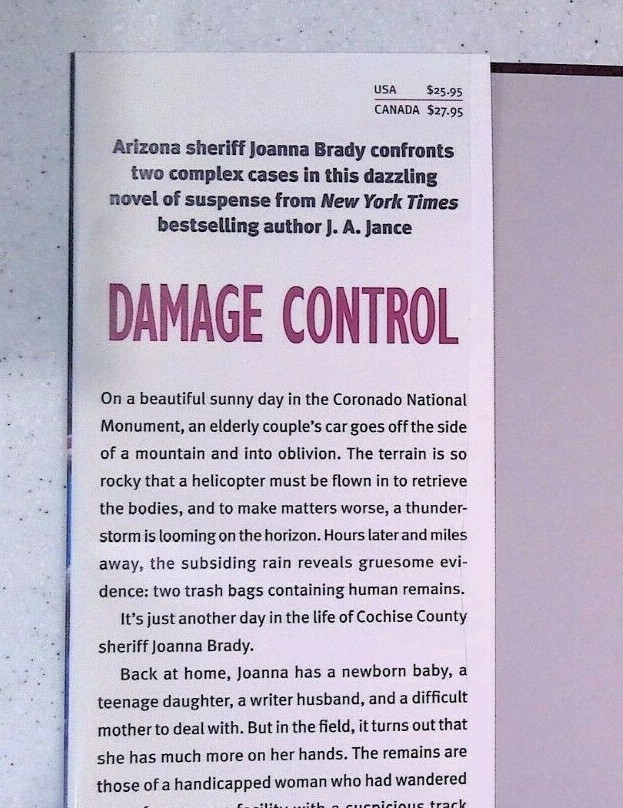 USA $25.95
CANADA $27.95
Arizona sheriff Joanna Brady confronts
two complex cases in this dazzling
novel of suspense from New York Times
bestselling author J. A. Jance
DAMAGE CONTROL
On a beautiful sunny day in the Coronado National
Monument, an elderly couple's car goes off the side
of a mountain and into oblivion. The terrain is so
rocky that a helicopter must be flown in to retrieve
the bodies, and to make matters worse, a thunder-
storm is looming on the horizon. Hours later and miles
away, the subsiding rain reveals gruesome evi-
dence: two trash bags containing human remains.
It's just another day in the life of Cochise County
sheriff Joanna Brady.
Back at home, Joanna has a newborn baby, a
teenage daughter, a writer husband, and a difficult
mother to deal with. But in the field, it turns out that
she has much more on her hands. The remains are
those of a handicapped woman who had wandered
facility with a suspicious track